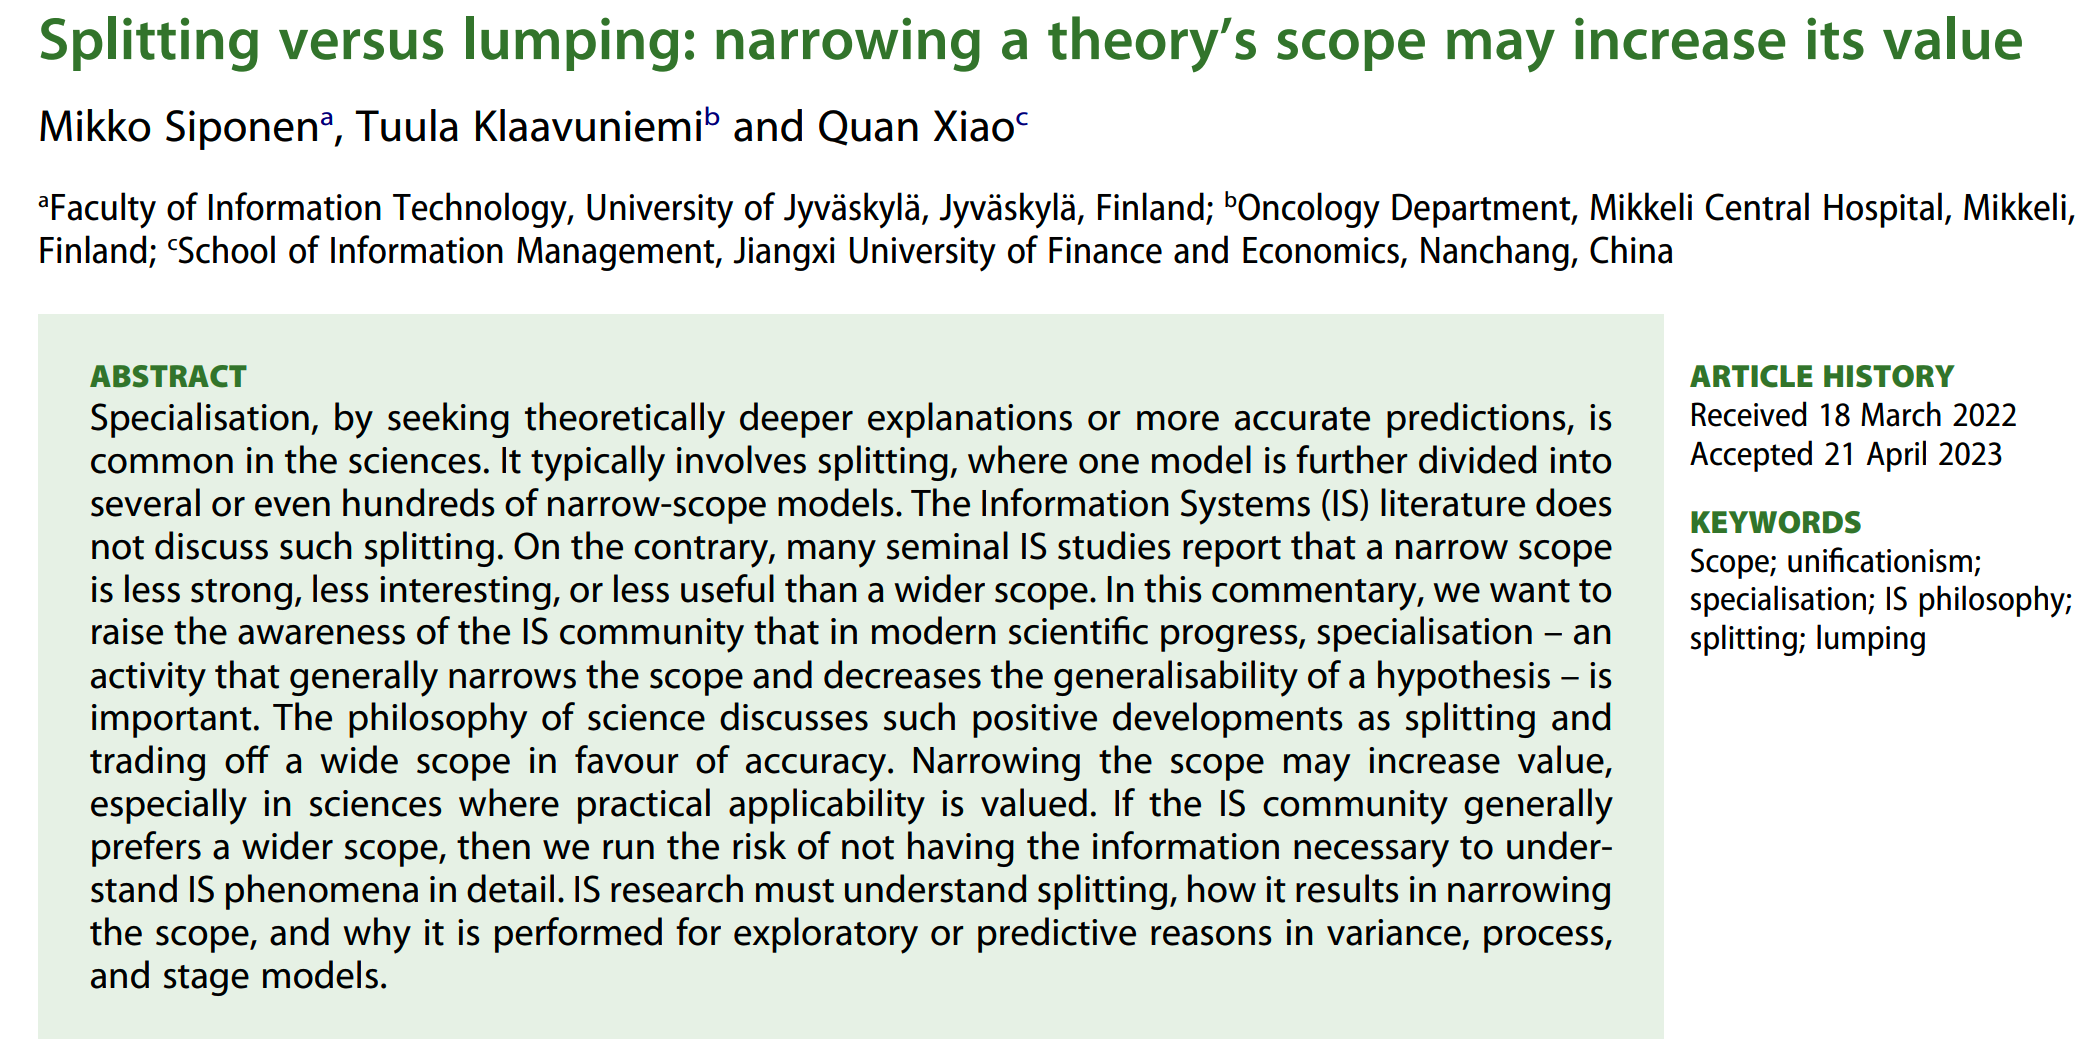 Splitting versus lumping: narrowing a theory’s scope may increase its value
Mikko Siponenᵃ, Tuula Klaavuniemiᵇ and Quan Xiaoᶜ
ᵃFaculty of Information Technology, University of Jyväskylä, Jyväskylä, Finland; ᵇOncology Department, Mikkeli Central Hospital, Mikkeli,
Finland; ᶜSchool of Information Management, Jiangxi University of Finance and Economics, Nanchang, China
ABSTRACT
Specialisation, by seeking theoretically deeper explanations or more accurate predictions, is
common in the sciences. It typically involves splitting, where one model is further divided into
several or even hundreds of narrow-scope models. The Information Systems (IS) literature does
not discuss such splitting. On the contrary, many seminal IS studies report that a narrow scope
is less strong, less interesting, or less useful than a wider scope. In this commentary, we want to
raise the awareness of the IS community that in modern scientific progress, specialisation – an
activity that generally narrows the scope and decreases the generalisability of a hypothesis – is
important. The philosophy of science discusses such positive developments as splitting and
trading off a wide scope in favour of accuracy. Narrowing the scope may increase value,
especially in sciences where practical applicability is valued. If the IS community generally
prefers a wider scope, then we run the risk of not having the information necessary to under-
stand IS phenomena in detail. IS research must understand splitting, how it results in narrowing
the scope, and why it is performed for exploratory or predictive reasons in variance, process,
and stage models.
ARTICLE HISTORY
Received 18 March 2022
Accepted 21 April 2023
KEYWORDS
Scope; unificationism;
specialisation; IS philosophy;
splitting; lumping